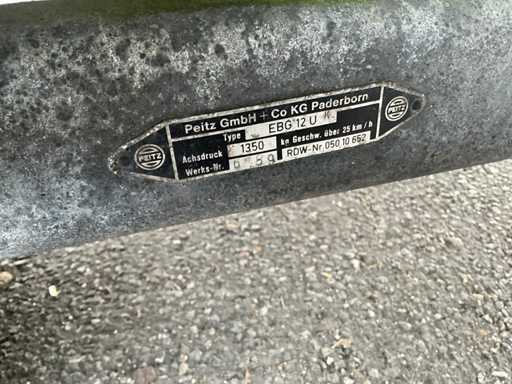 Peitz GmbH + Co KG Paderborn
Type EBG 12 U
Achsdruck 1350 kn Geschw. über 25 km/h
Werks-Nr. RDW-Nr. 050 10 652
PEITZ
PEITZ